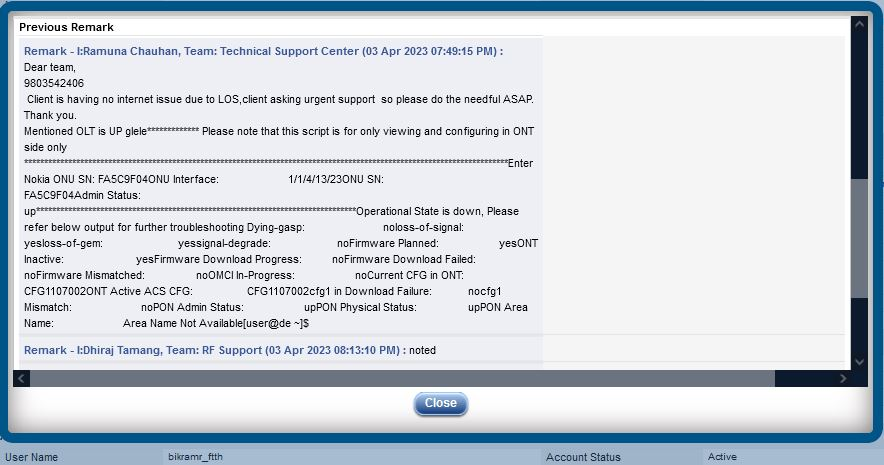 Previous Remark
Remark - I:Ramuna Chauhan, Team: Technical Support Center (03 Apr 2023 07:49:15 PM) :
Dear team,
9803542406
Client is having no internet issue due to LOS,client asking urgent support so please do the needful ASAP.
Thank you.
Mentioned OLT is UP glele************* Please note that this script is for only viewing and configuring in ONT
side only
*************************************************************************************************************************Enter
Nokia ONU SN: FA5C9F04ONU Interface: 1/1/4/13/23ONU SN:
FA5C9F04Admin Status:
up********************************************************************************Operational State is down, Please
refer below output for further troubleshooting Dying-gasp: noloss-of-signal:
yesloss-of-gem: yessignal-degrade: noFirmware Planned: yesONT
Inactive: yesFirmware Download Progress: noFirmware Download Failed:
noFirmware Mismatched: noOMCI In-Progress: noCurrent CFG in ONT:
CFG1107002ONT Active ACS CFG: CFG1107002cfg1 in Download Failure: nocfg1
Mismatch: noPON Admin Status: upPON Physical Status: upPON Area
Name: Area Name Not Available[user@de ~]$
Remark - I:Dhiraj Tamang, Team: RF Support (03 Apr 2023 08:13:10 PM) : noted
Close
User Name bikramr_ftth Account Status Active